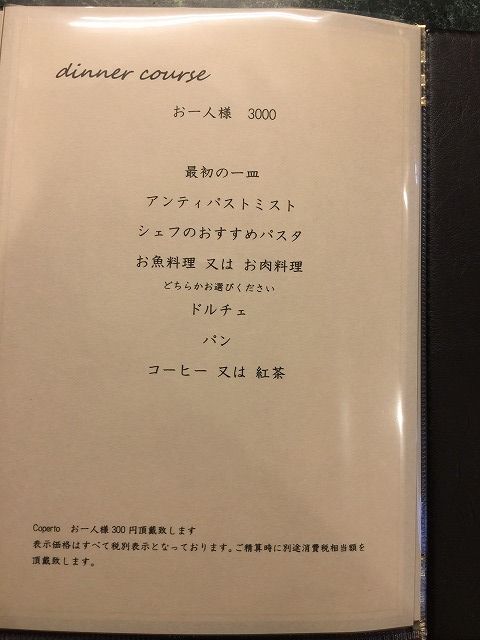 dinner course
お一人様 3000
最初の一皿
アンティパストミスト
シェフのおすすめパスタ
お魚料理 又は お肉料理
どちらかお選びください
ドルチェ
パン
コーヒー 又は 紅茶
Coperto お一人様300円頂戴致します
表示価格はすべて税別表示となっております。ご精算時に別途消費税相当額を
頂戴致します。